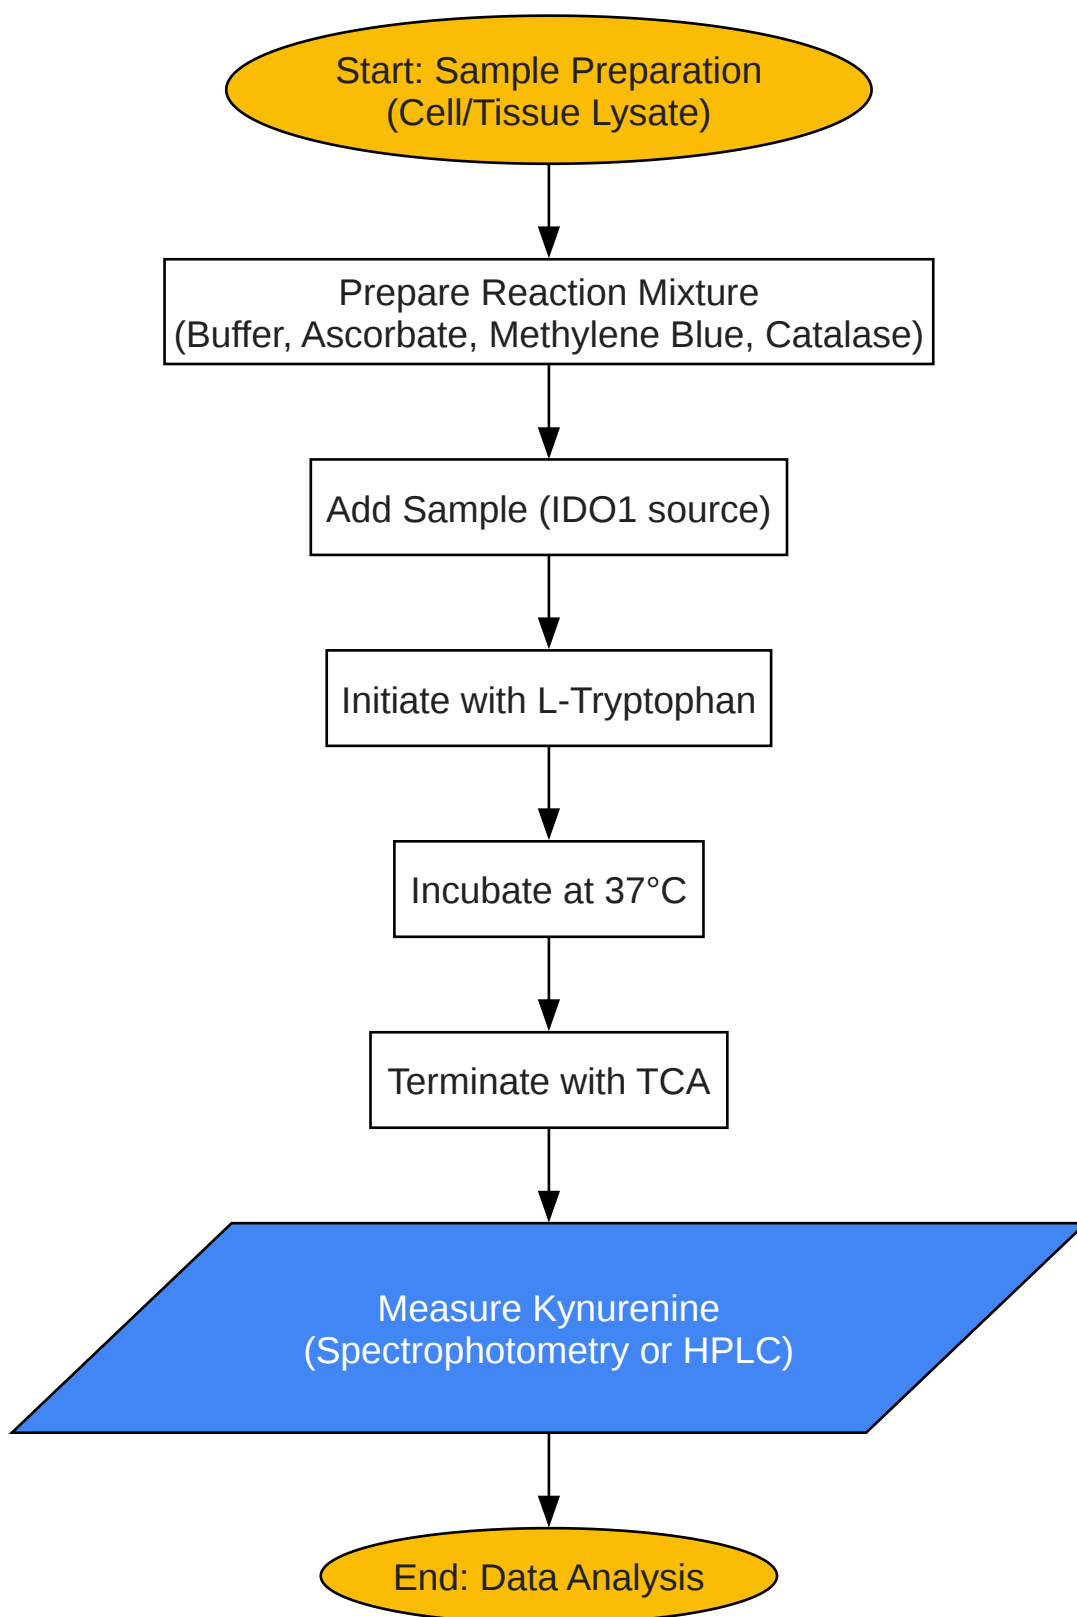 Start: Sample Preparation
(Cell/Tissue Lysate)
Prepare Reaction Mixture
(Buffer, Ascorbate, Methylene Blue, Catalase)
Add Sample (IDO1 source)
Initiate with L-Tryptophan
Incubate at 37°C
Terminate with TCA
Measure Kynurenine
(Spectrophotometry or HPLC)
End: Data Analysis